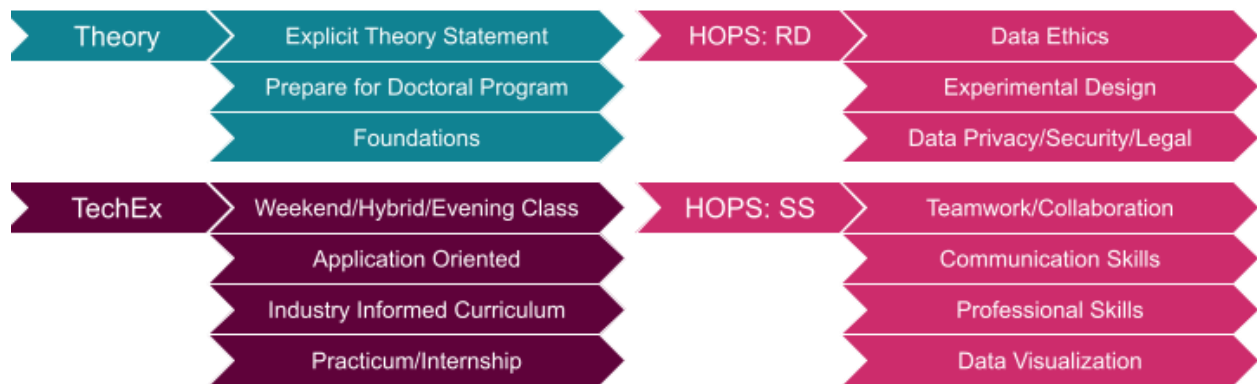 Theory
Explicit Theory Statement
Prepare for Doctoral Program
Foundations
HOPS: RD
Data Ethics
Experimental Design
Data Privacy/Security/Legal
TechEx
Weekend/Hybrid/Evening Class
Application Oriented
Industry Informed Curriculum
Practicum/Internship
HOPS: SS
Teamwork/Collaboration
Communication Skills
Professional Skills
Data Visualization